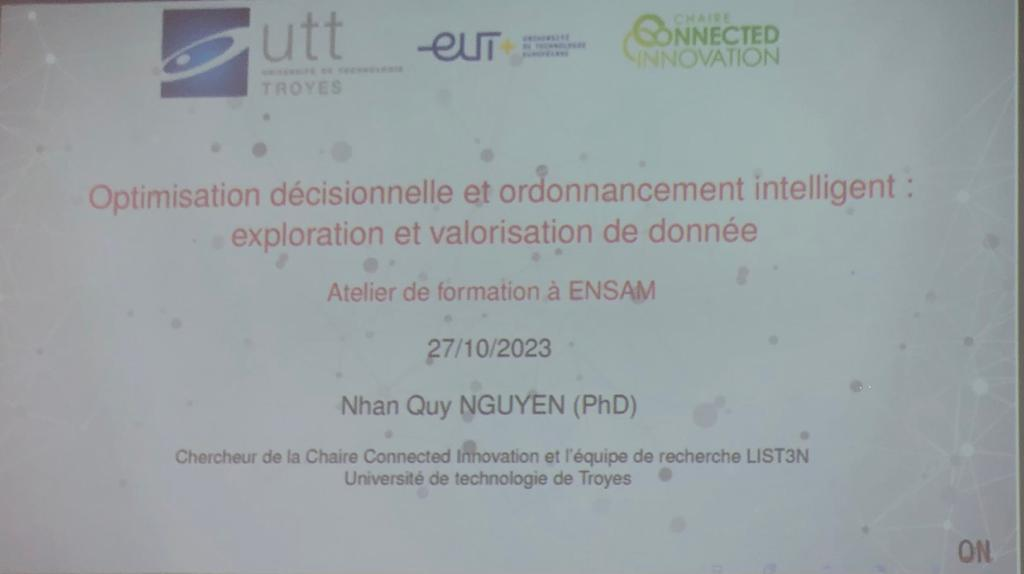 utt
UNIVERSITÉ DE TECHNOLOGIE
TROYES
eut+
UNIVERSITÉ
DE TECHNOLOGIE
EUROPÉENNE
CHAIRE
CONNECTED
INNOVATION
Optimisation décisionnelle et ordonnancement intelligent :
exploration et valorisation de donnée
Atelier de formation à ENSAM
27/10/2023
Nhan Quy NGUYEN (PhD)
Chercheur de la Chaire Connected Innovation et l'équipe de recherche LIST3N
Université de technologie de Troyes
ON